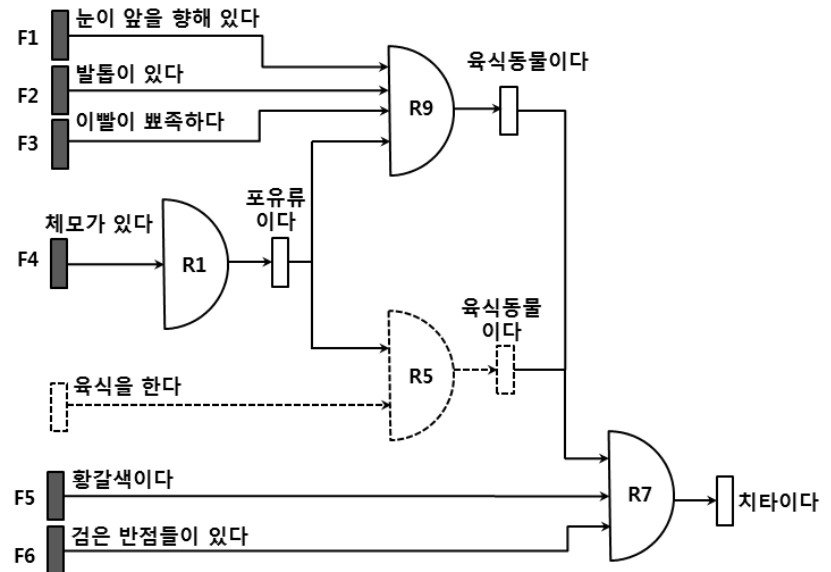 F1
눈이 앞을 향해 있다
F2
발톱이 있다
F3
이빨이 뾰족하다
R9
육식동물이다
F4
체모가 있다
R1
포유류
이다
육식을 한다
R5
육식동물
이다
F5
황갈색이다
F6
검은 반점들이 있다
R7
치타이다